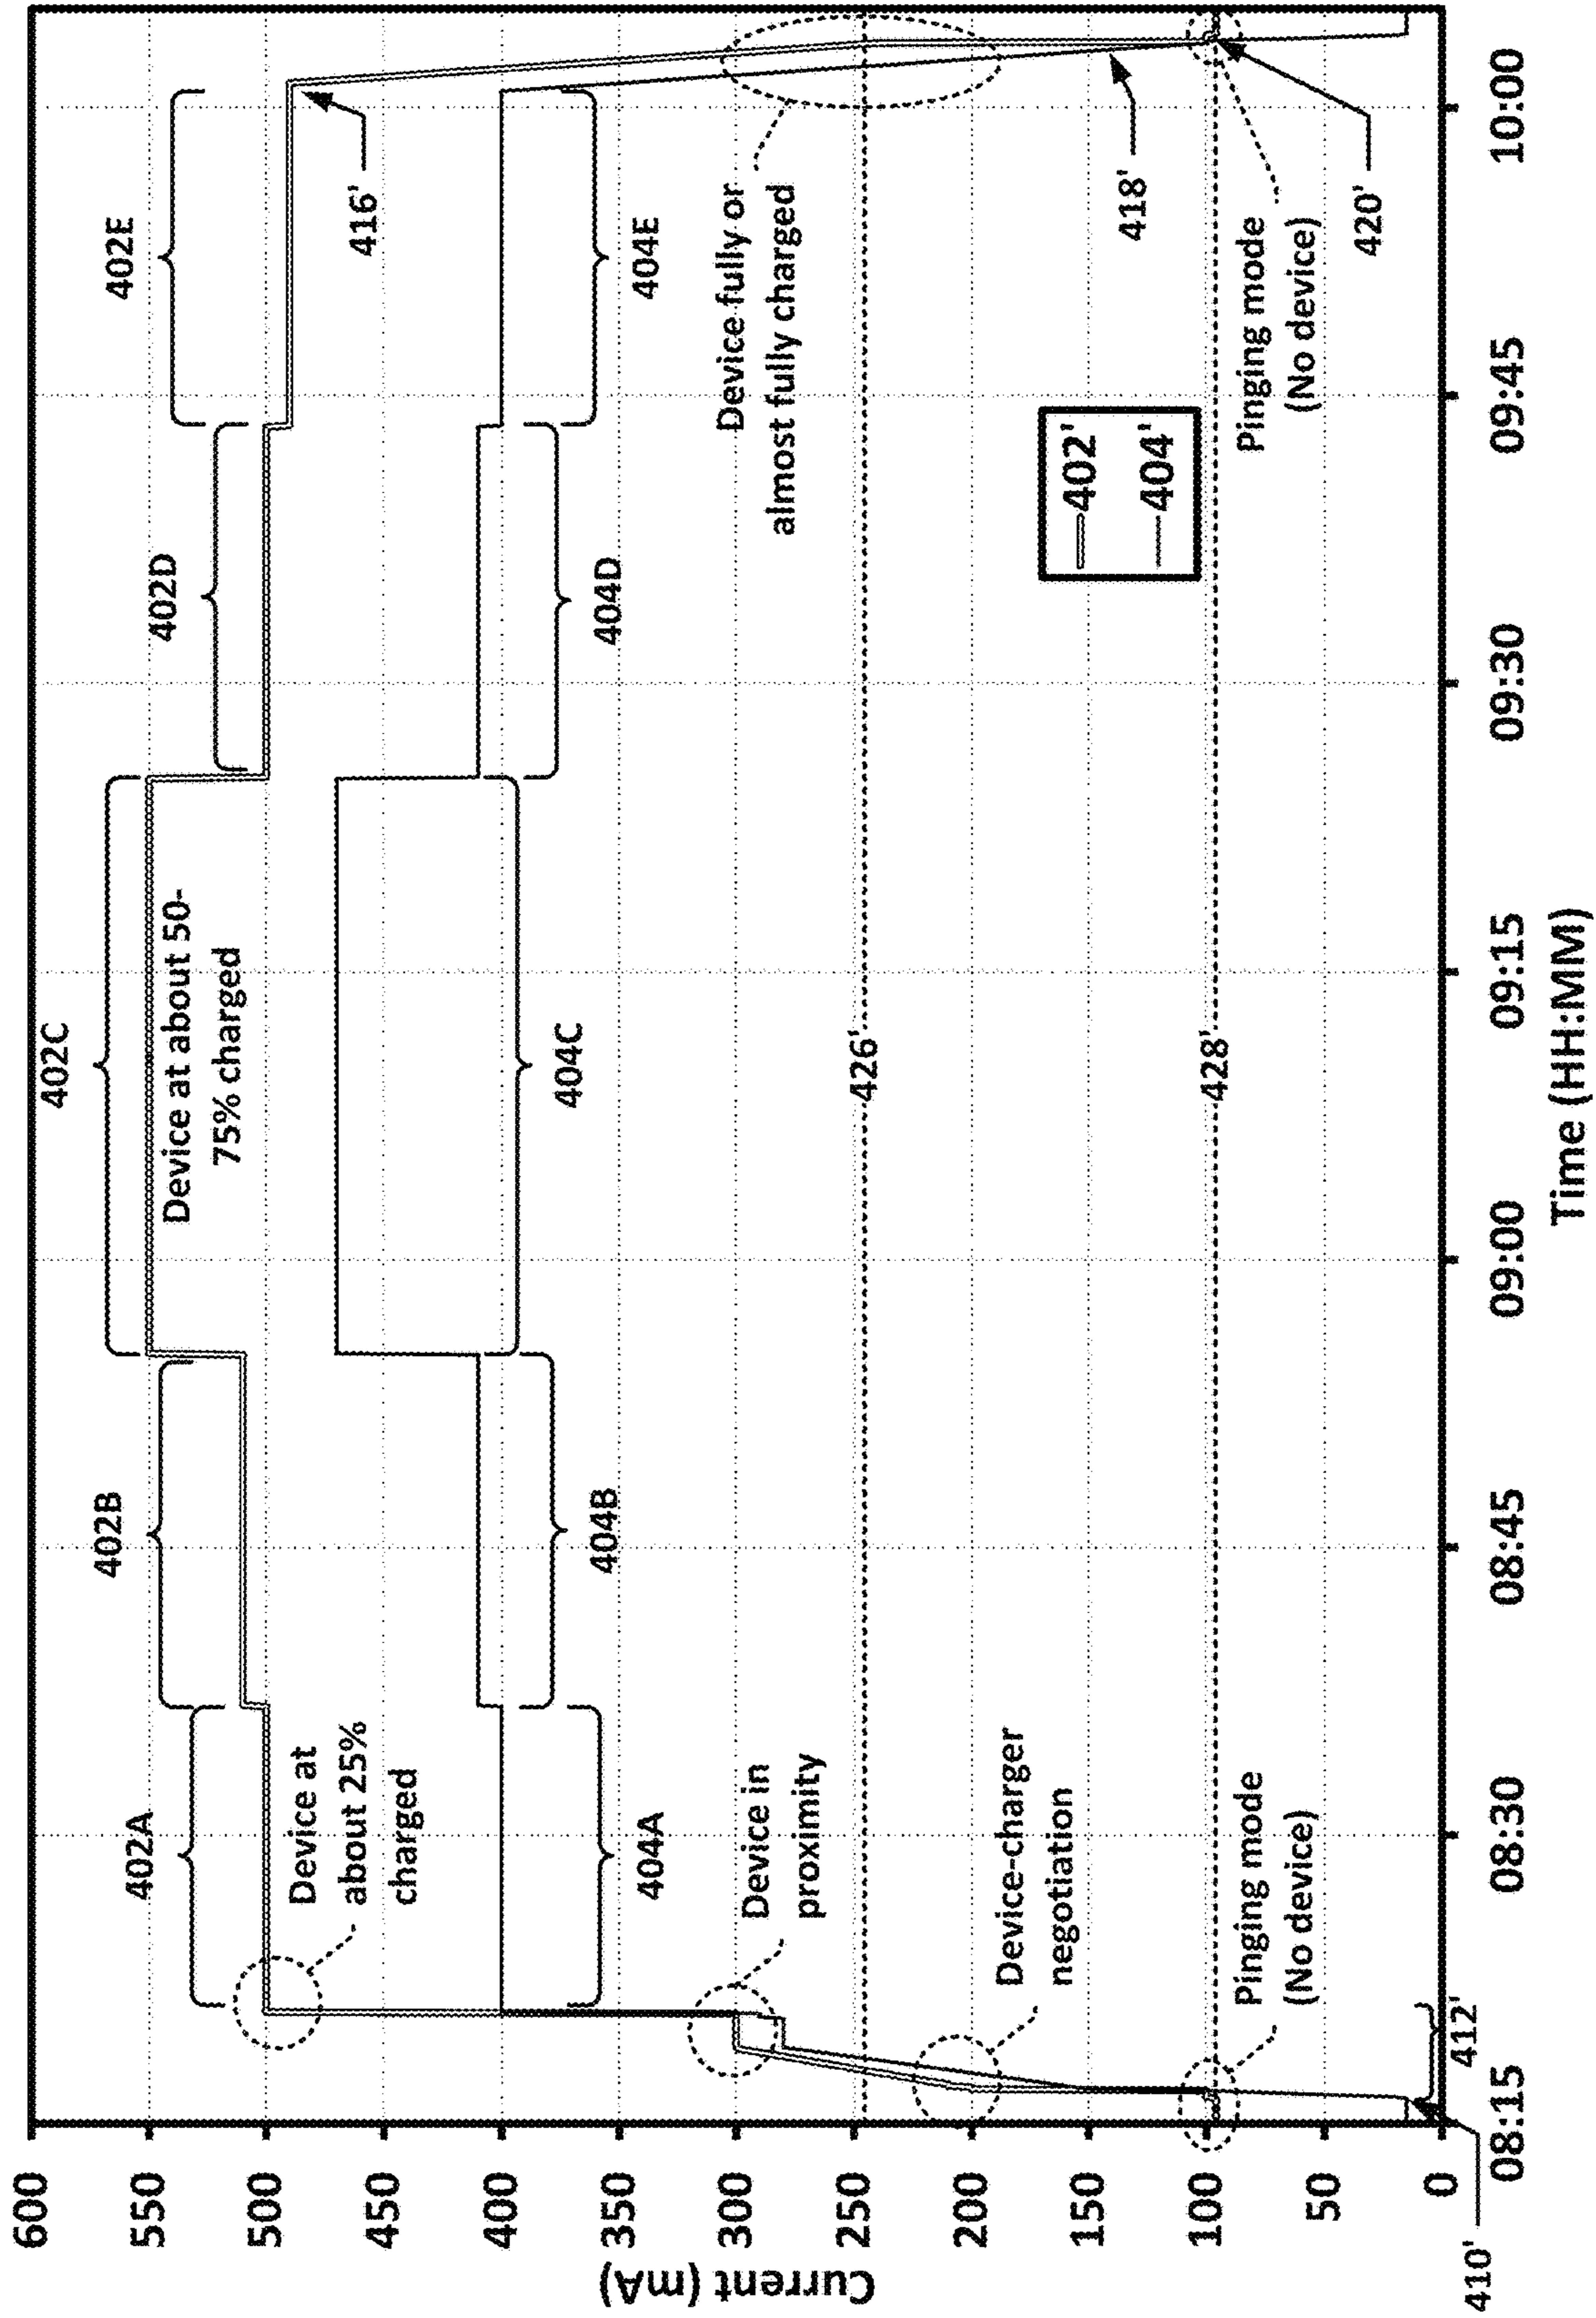 600
550
500
450
400
350
300
250
200
150
100
50
0
Current (mA)
402A
402B
402C
402D
402E
Device at about 50-
75% charged
416'
Device at
about 25%
charged
404A
404B
404C
404D
404E
Device in
proximity
Device fully or
almost fully charged
426'
Device-charger
negotiation
402'
404'
418'
428'
Pinging mode
(No device)
Pinging mode
(No device)
420'
410'
412'
08:15
08:30
08:45
09:00
09:15
09:30
09:45
10:00
Time (HH:MM)